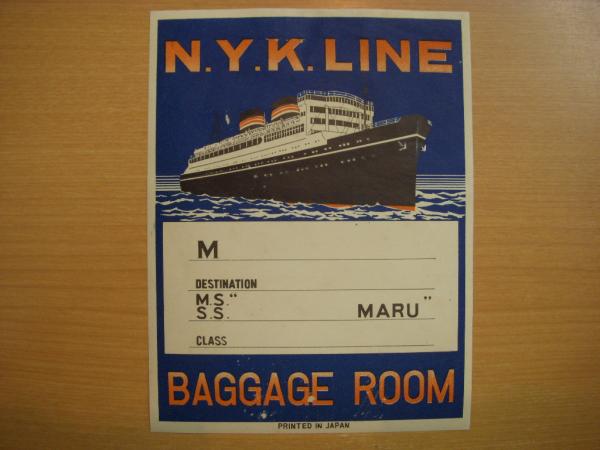 N.Y.K. LINE
M
DESTINATION
M.S."
S.S. MARU"
CLASS
BAGGAGE ROOM
PRINTED IN JAPAN